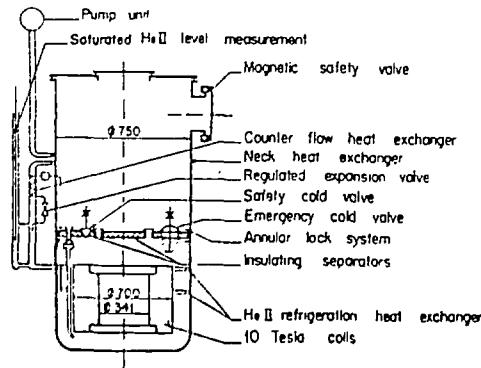 Pump unit
Saturated He II level measurement
Magnetic safety valve
Ø 750
Counter flow heat exchanger
Neck heat exchanger
Regulated expansion valve
Safety cold valve
Emergency cold valve
Annular lock system
Insulating separators
Ø 700
Ø 341
He II refrigeration heat exchanger
10 Tesla coils